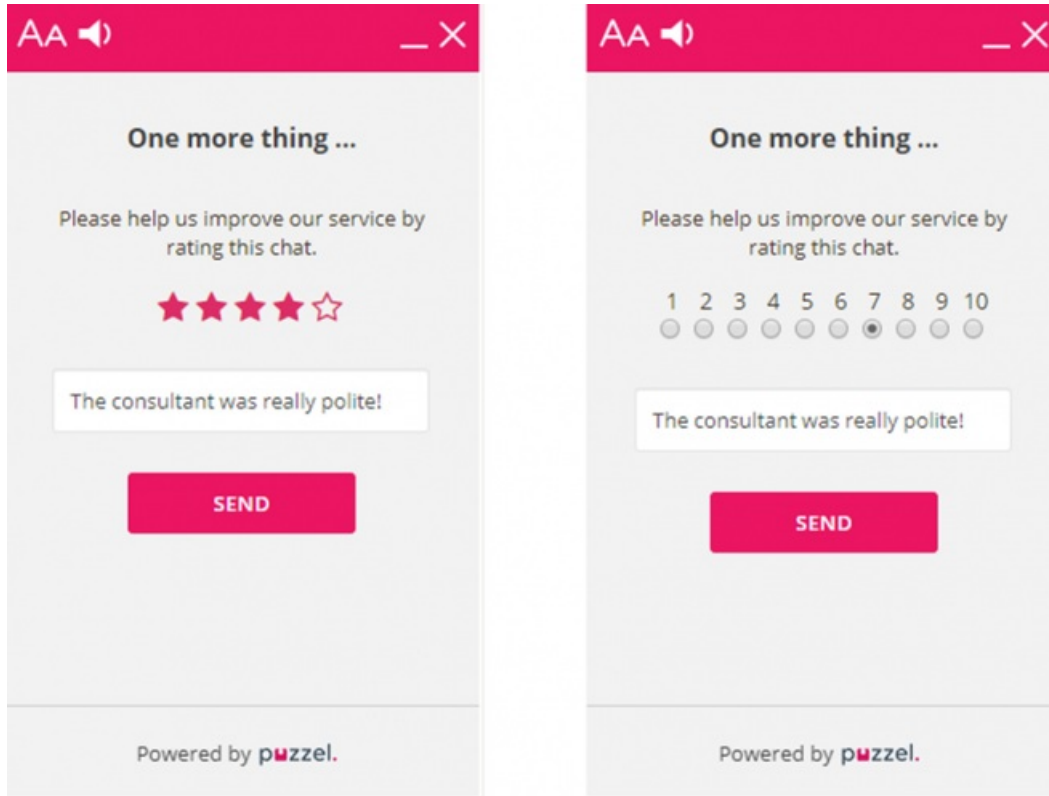 AA
One more thing ...
Please help us improve our service by
rating this chat.
The consultant was really polite!
SEND
Powered by puzzel.
AA
One more thing ...
Please help us improve our service by
rating this chat.
1 2 3 4 5 6 7 8 9 10
The consultant was really polite!
SEND
Powered by puzzel.